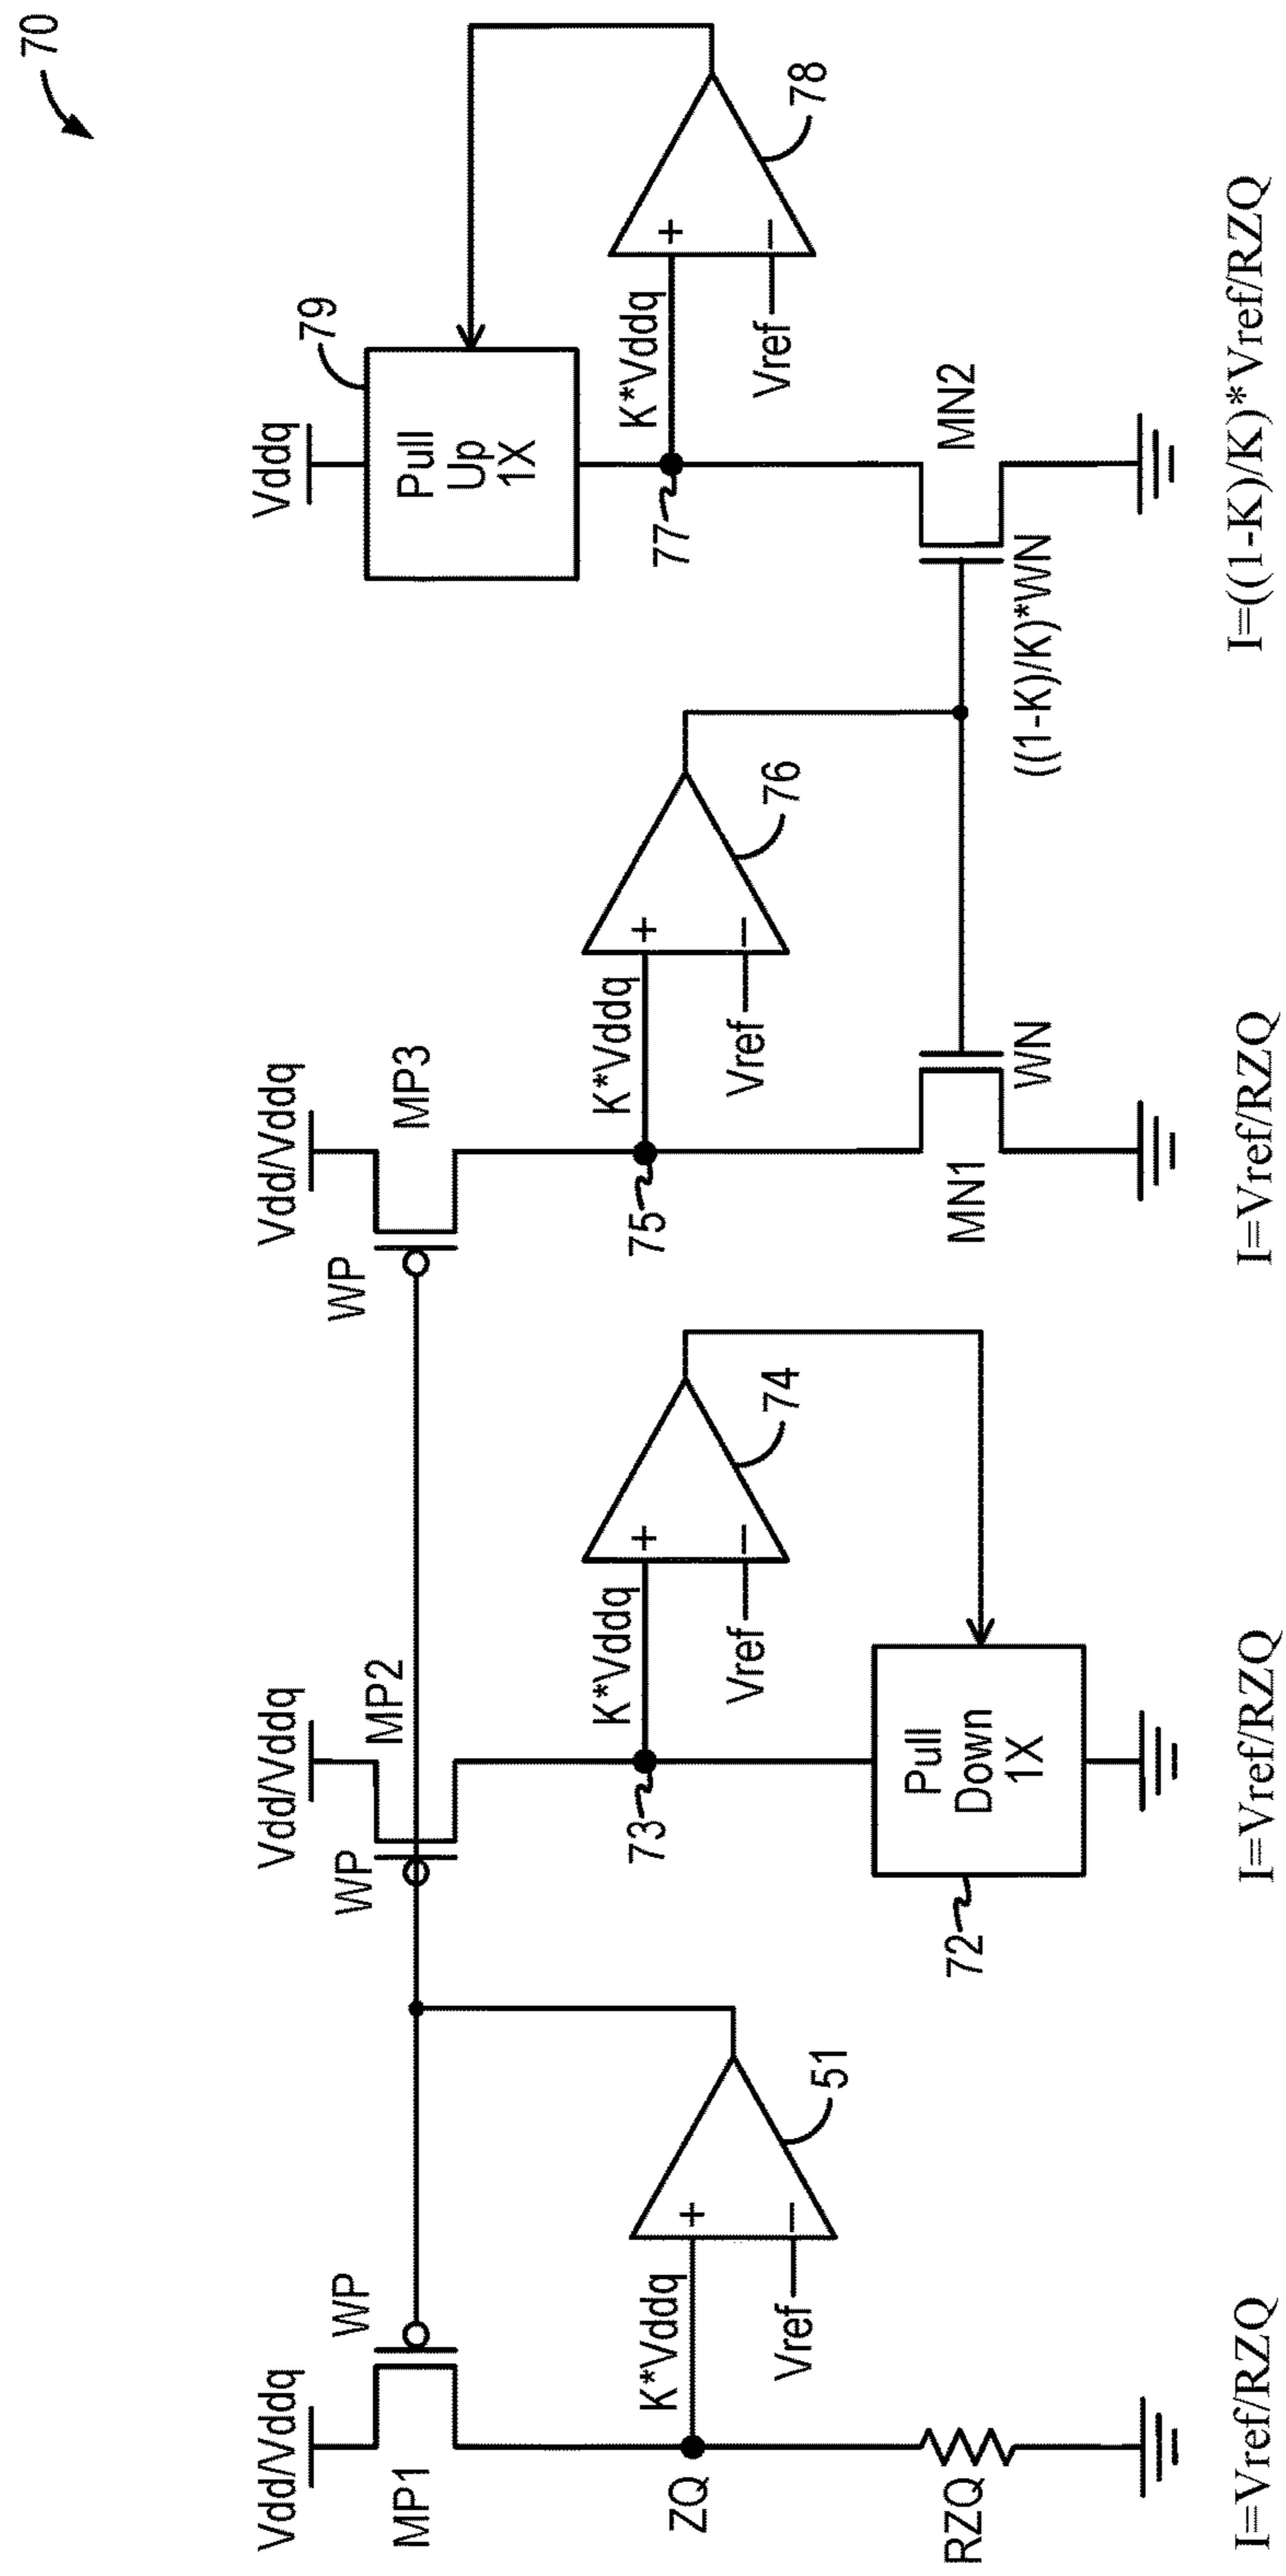 70
Vdd/Vddq
MP1
WP
K*Vddq
+
−
Vref
51
ZQ
RZQ
I=Vref/RZQ
Vdd/Vddq
MP2
WP
73
K*Vddq
+
−
Vref
74
Pull
Down
1X
72
I=Vref/RZQ
Vdd/Vddq
MP3
WP
75
K*Vddq
+
−
Vref
76
MN1
WN
I=Vref/RZQ
Vddq
79
Pull
Up
1X
77
K*Vddq
+
−
Vref
78
MN2
((1-K)/K)*WN
I=((1-K)/K)*Vref/RZQ